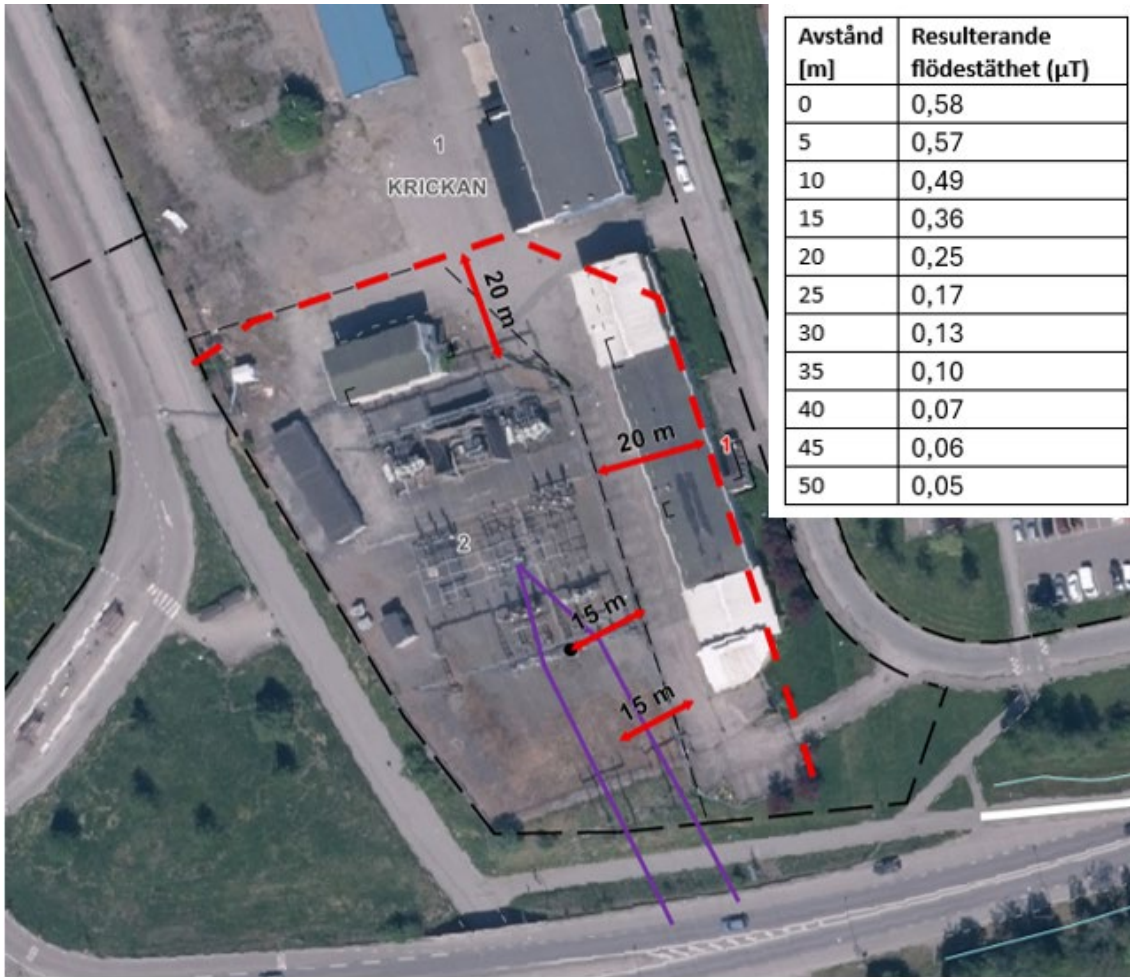 Avstånd [m] Resulterande flödestäthet (µT)
0 0,58
5 0,57
10 0,49
15 0,36
20 0,25
25 0,17
30 0,13
35 0,10
40 0,07
45 0,06
50 0,05
1
KRICKAN
20 m
20 m
1
2
15 m
15 m